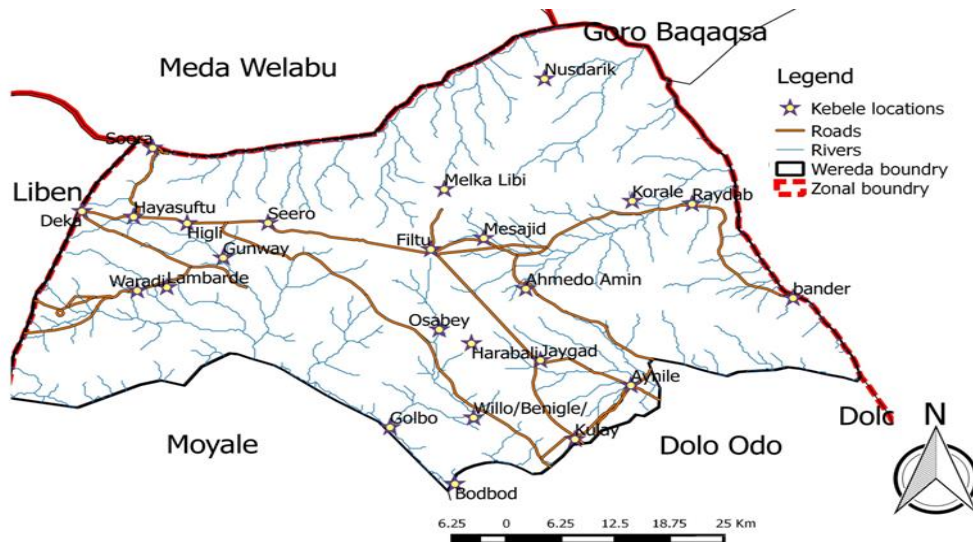 Goro Baqaqsa
Meda Welabu
Nusdarik
Legend
Kebele locations
Roads
Rivers
Wereda boundry
Zonal boundry
Soora
Melka Libi
Liben
Korale
Raydab
Deka
Hayasuftu
Higli
Seero
Filtu
Mesajid
Gunway
Waradi
Lambarde
Ahmedo Amin
bander
Osabey
Harabali
Jaygad
Aynile
Golbo
Willo/Benigle/
Kulay
Moyale
Dolo Odo
Dolc
N
Bodbod
6.25 0 6.25 12.5 18.75 25 Km